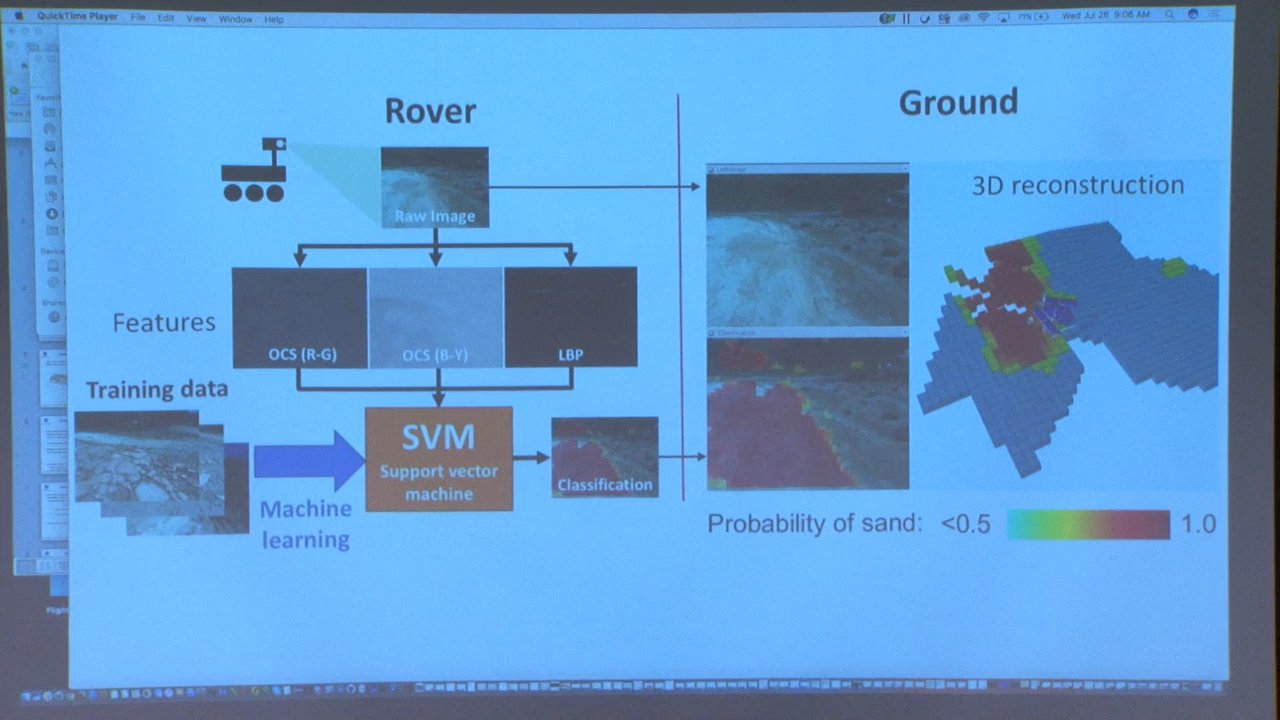 QuickTime Player File Edit View Window Help
71% Wed Jul 26 9:06 AM
Rover
Ground
Raw Image
3D reconstruction
Features
OCS (R-G)
OCS (B-Y)
LBP
Training data
SVM
Support vector
machine
Classification
Machine
learning
Probability of sand: <0.5
1.0